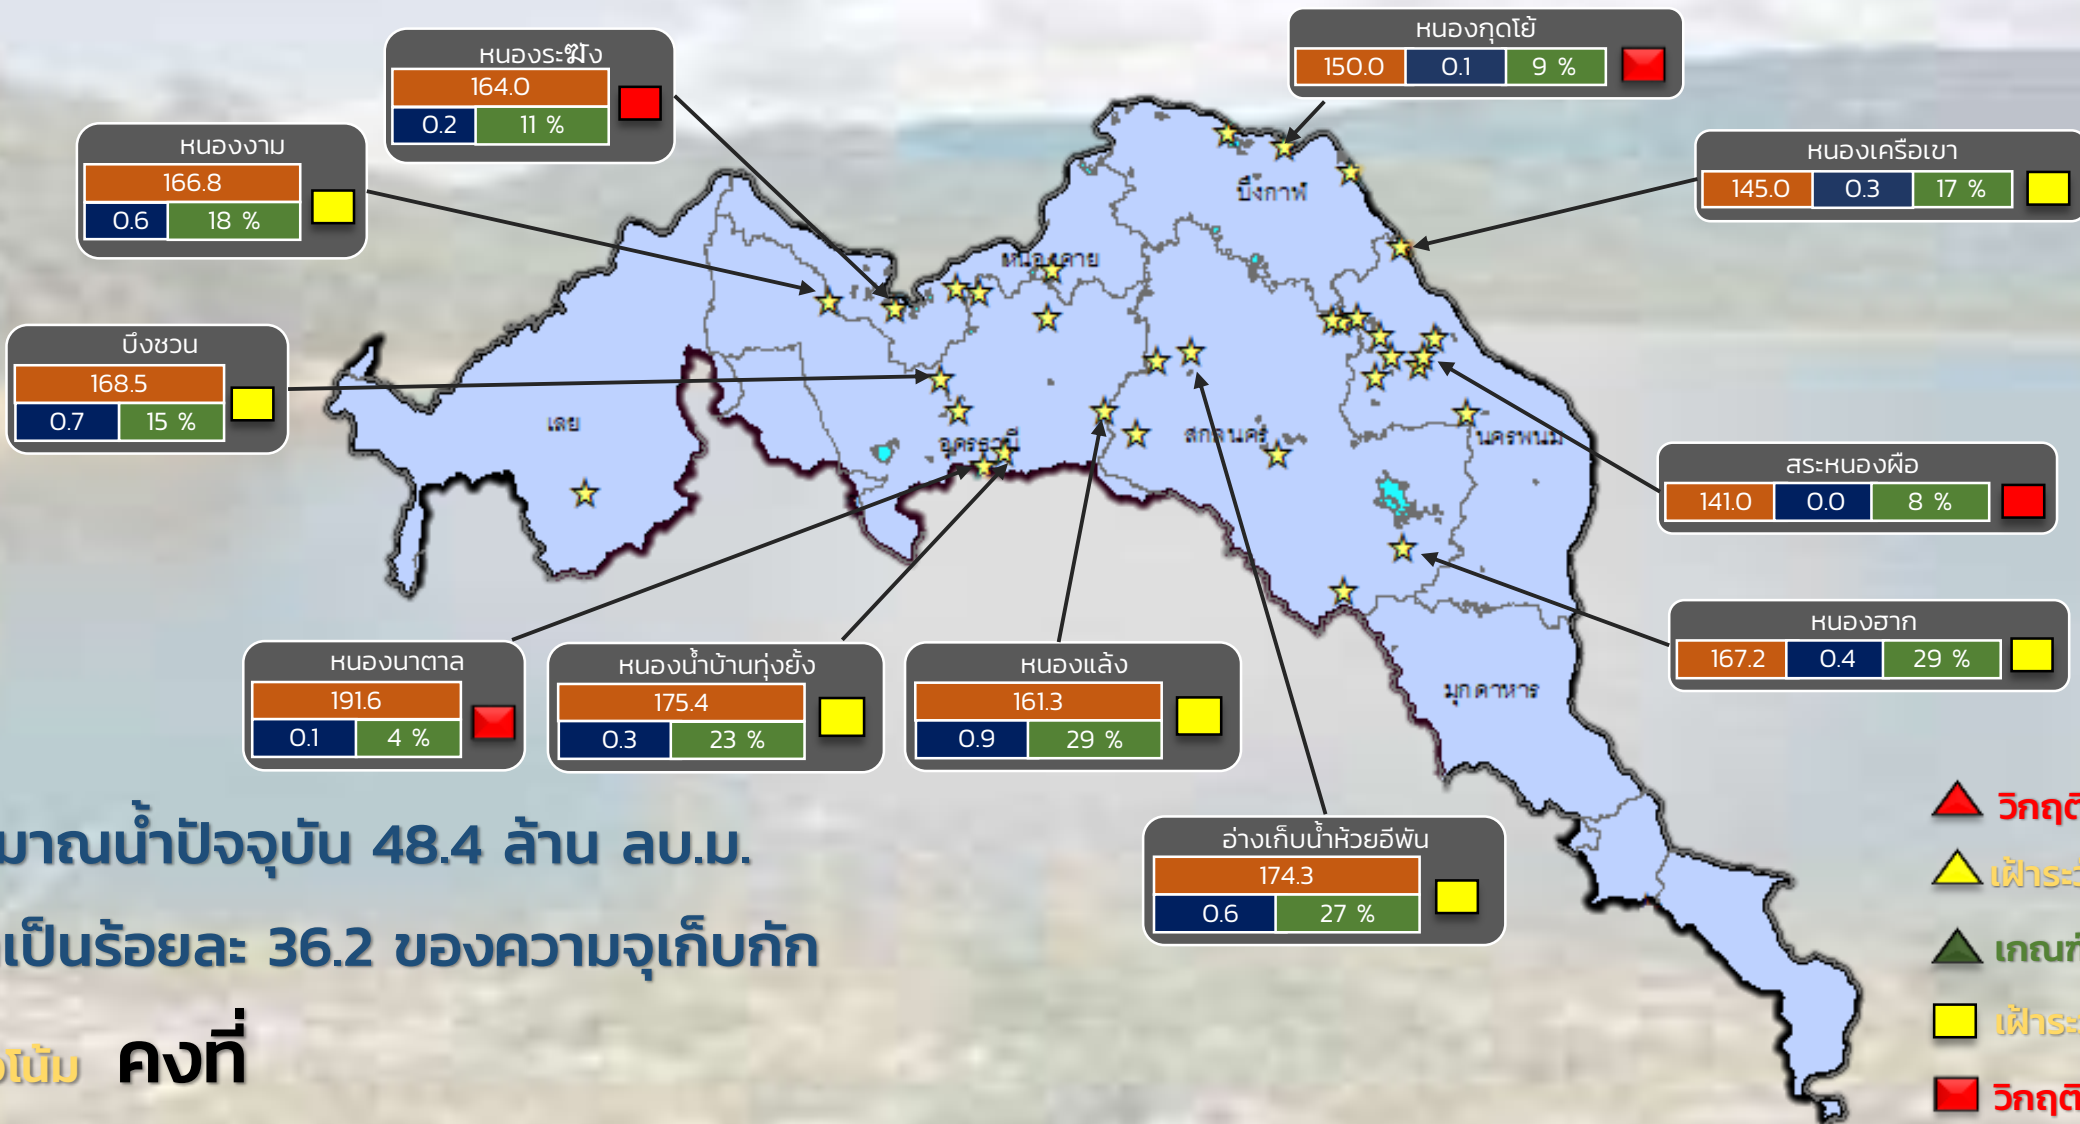 หนองกุดโย้
150.0 0.1 9 %
หนองระฆัง
164.0
0.2 11 %
หนองงาม
166.8
0.6 18 %
หนองเครือเขา
145.0 0.3 17 %
บึงกาฬ
หนองคาย
บึงชวน
168.5
0.7 15 %
เลย
อุดรธานี
สกลนคร
นครพนม
สระหนองผือ
141.0 0.0 8 %
หนองฮาก
167.2 0.4 29 %
มุกดาหาร
หนองนาตาล
191.6
0.1 4 %
หนองน้ำบ้านทุ่งยั้ง
175.4
0.3 23 %
หนองแล้ง
161.3
0.9 29 %
อ่างเก็บน้ำห้วยอีพัน
174.3
0.6 27 %
มาณน้ำปัจจุบัน 48.4 ล้าน ลบ.ม.
เป็นร้อยละ 36.2 ของความจุเก็บกัก
โน้ม คงที่
วิกฤติ
เฝ้าระวั
เกณฑ์
เฝ้าระ
วิกฤติ